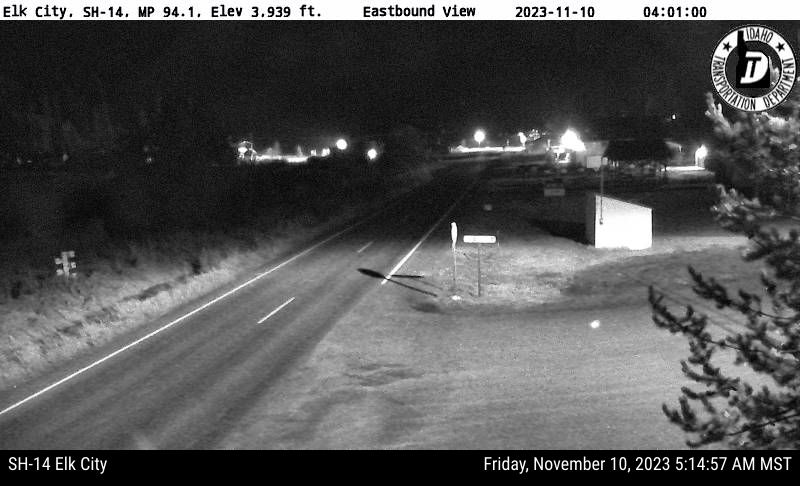 Elk City, SH-14, MP 94.1, Elev 3,939 ft. Eastbound View 2023-11-10 04:01:00
IDAHO
TRANSPORTATION DEPARTMENT
SH-14 Elk City Friday, November 10, 2023 5:14:57 AM MST